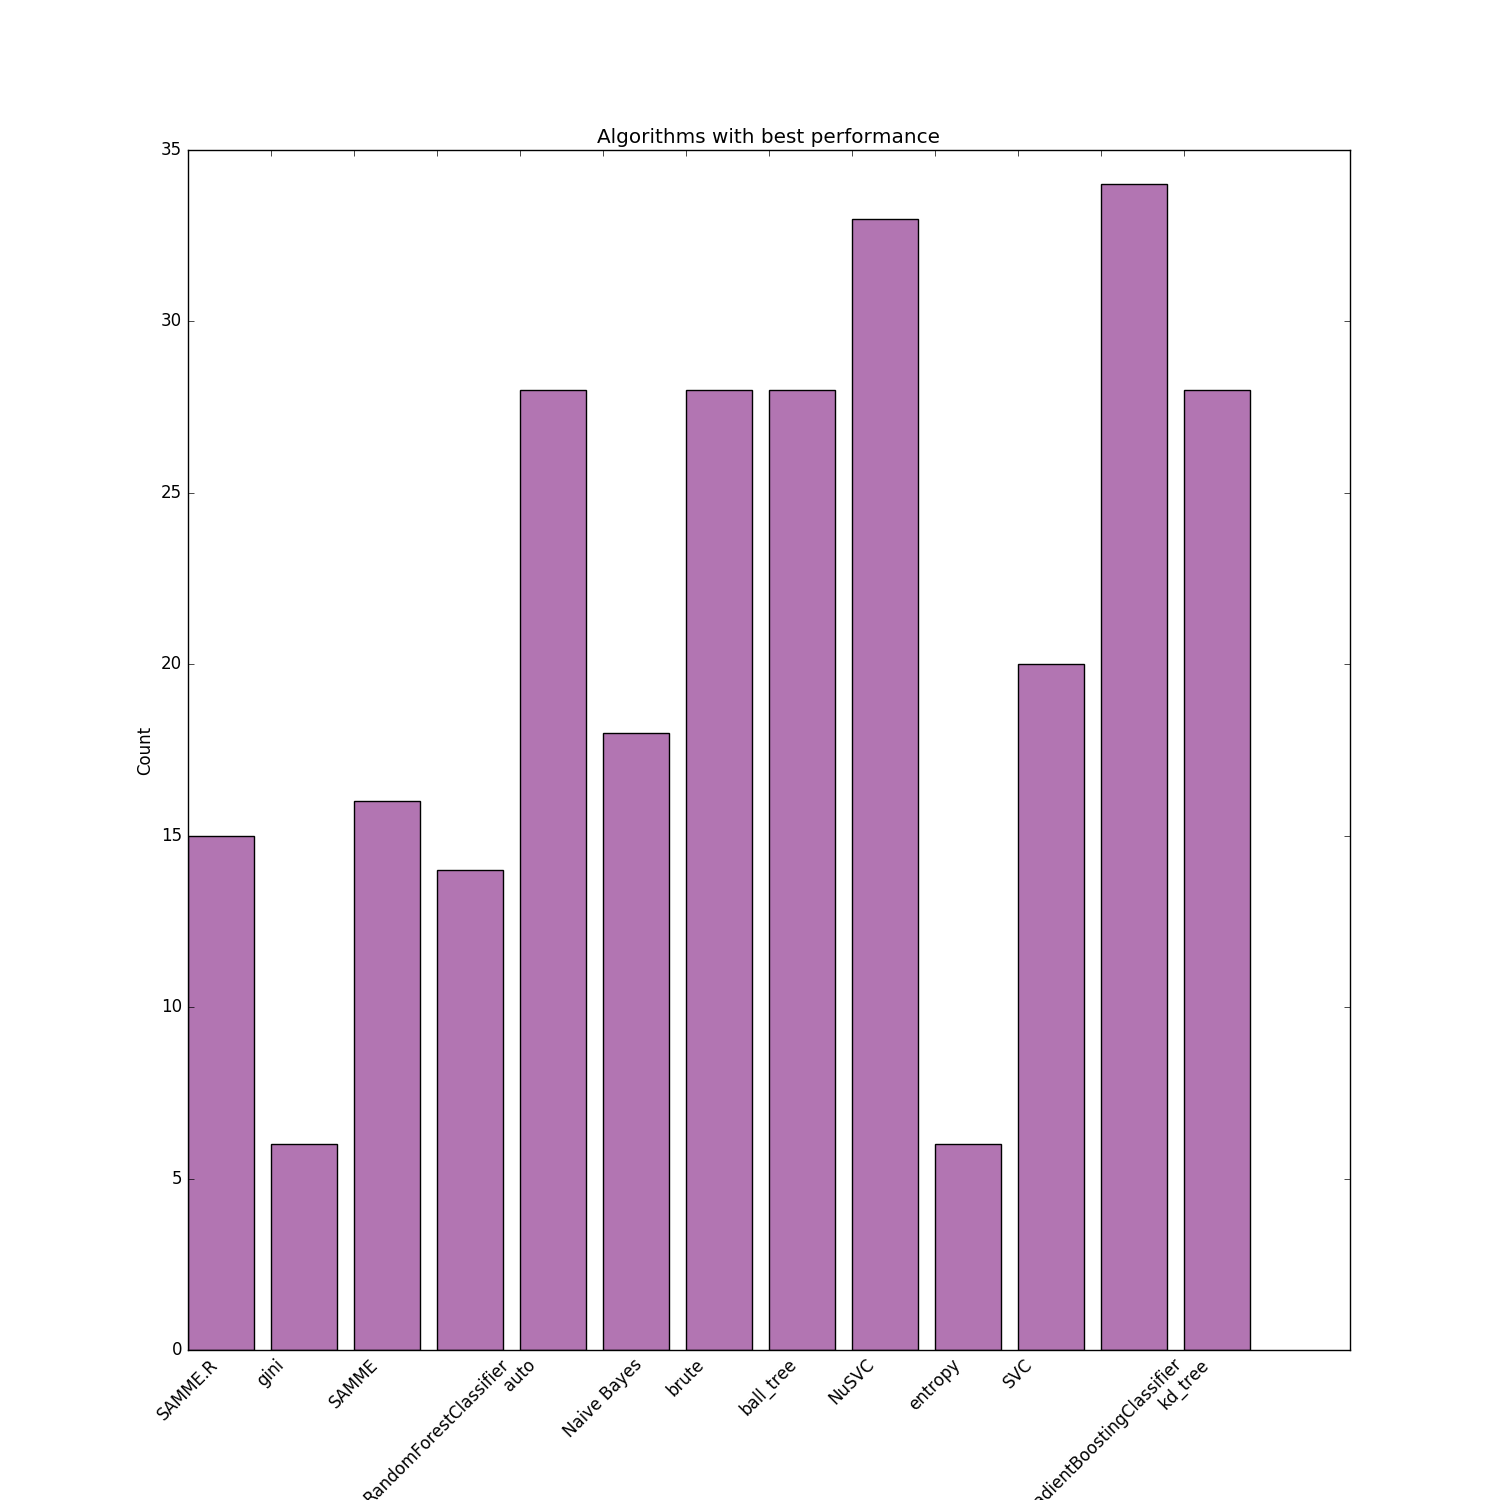 Algorithms with best performance
35
30
25
20
15
10
5
0
Count
SAMME.R
gini
SAMME
RandomForestClassifier
auto
Naive Bayes
brute
ball_tree
NuSVC
entropy
SVC
adientBoostingClassifier
kd_tree